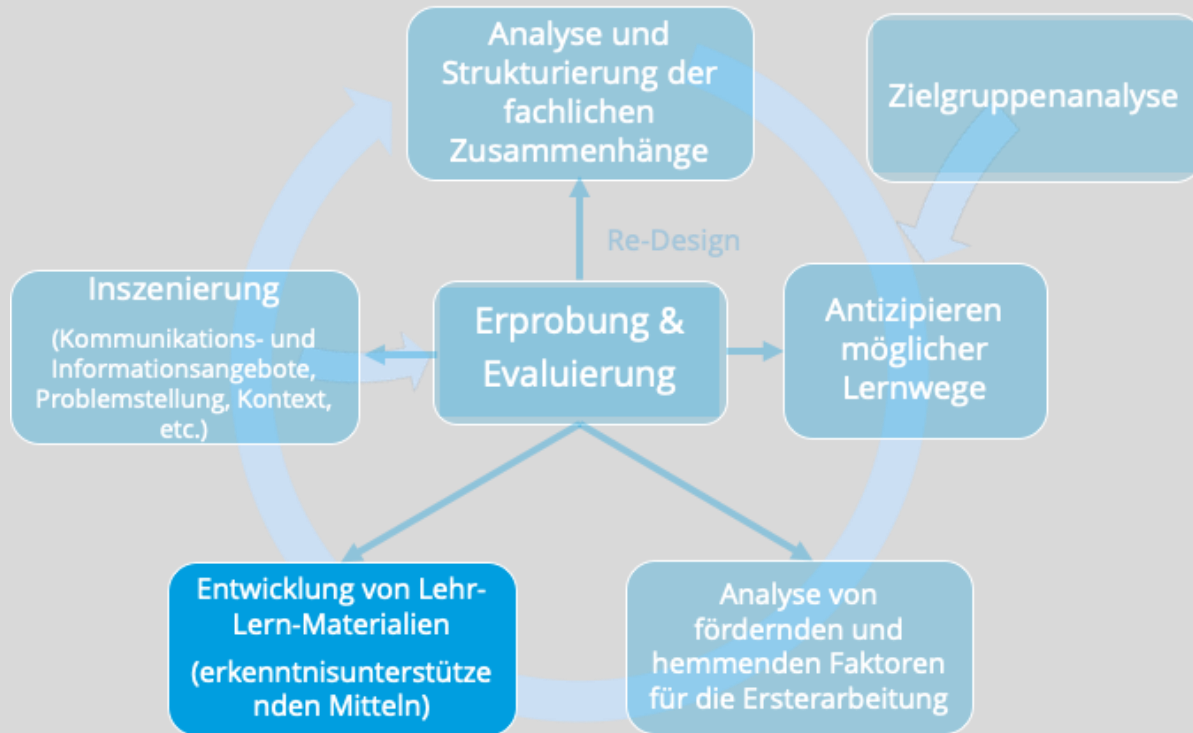 Analyse und
Strukturierung der
fachlichen
Zusammenhänge
Zielgruppenanalyse
Re-Design
Inszenierung
(Kommunikations- und
Informationsangebote,
Problemstellung, Kontext,
etc.)
Erprobung &
Evaluierung
Antizipieren
möglicher
Lernwege
Entwicklung von Lehr-
Lern-Materialien
(erkenntnisunterstütze
nden Mitteln)
Analyse von
fördernden und
hemmenden Faktoren
für die Ersterarbeitung